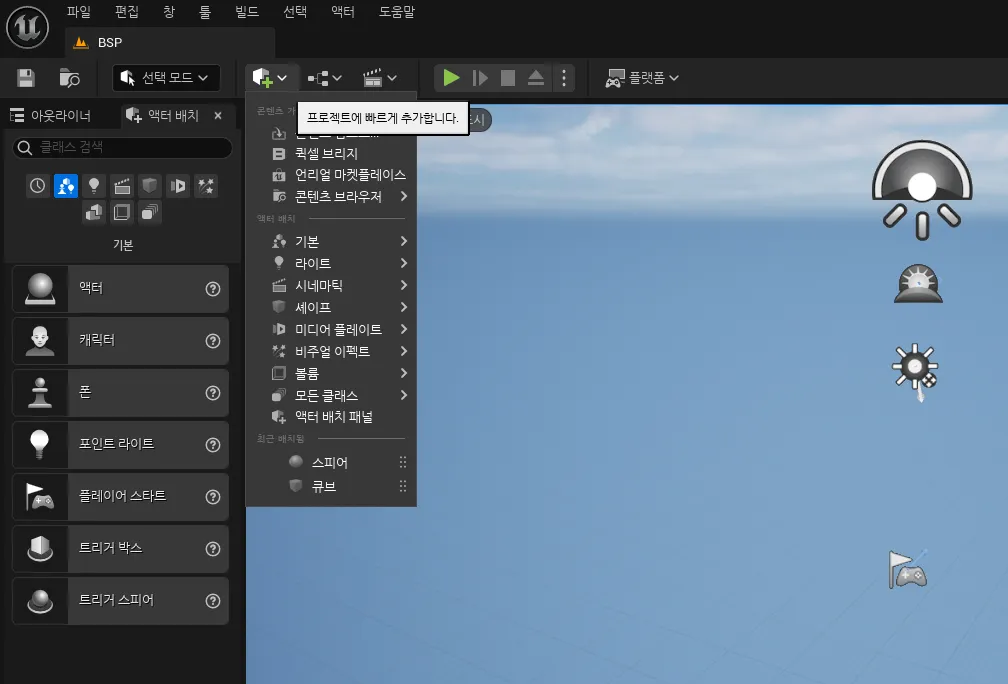 파일 편집 창 툴 빌드 선택 액터 도움말
BSP
선택 모드
플랫폼
아웃라이너
액터 배치
클래스 검색
기본
액터
캐릭터
폰
포인트 라이트
플레이어 스타트
트리거 박스
트리거 스피어
프로젝트에 빠르게 추가합니다.
퀵셀 브리지
언리얼 마켓플레이스
콘텐츠 브라우저
액터 배치
기본
라이트
시네마틱
셰이프
미디어 플레이트
비주얼 이펙트
볼륨
모든 클래스
액터 배치 패널
최근 배치됨
스피어
큐브